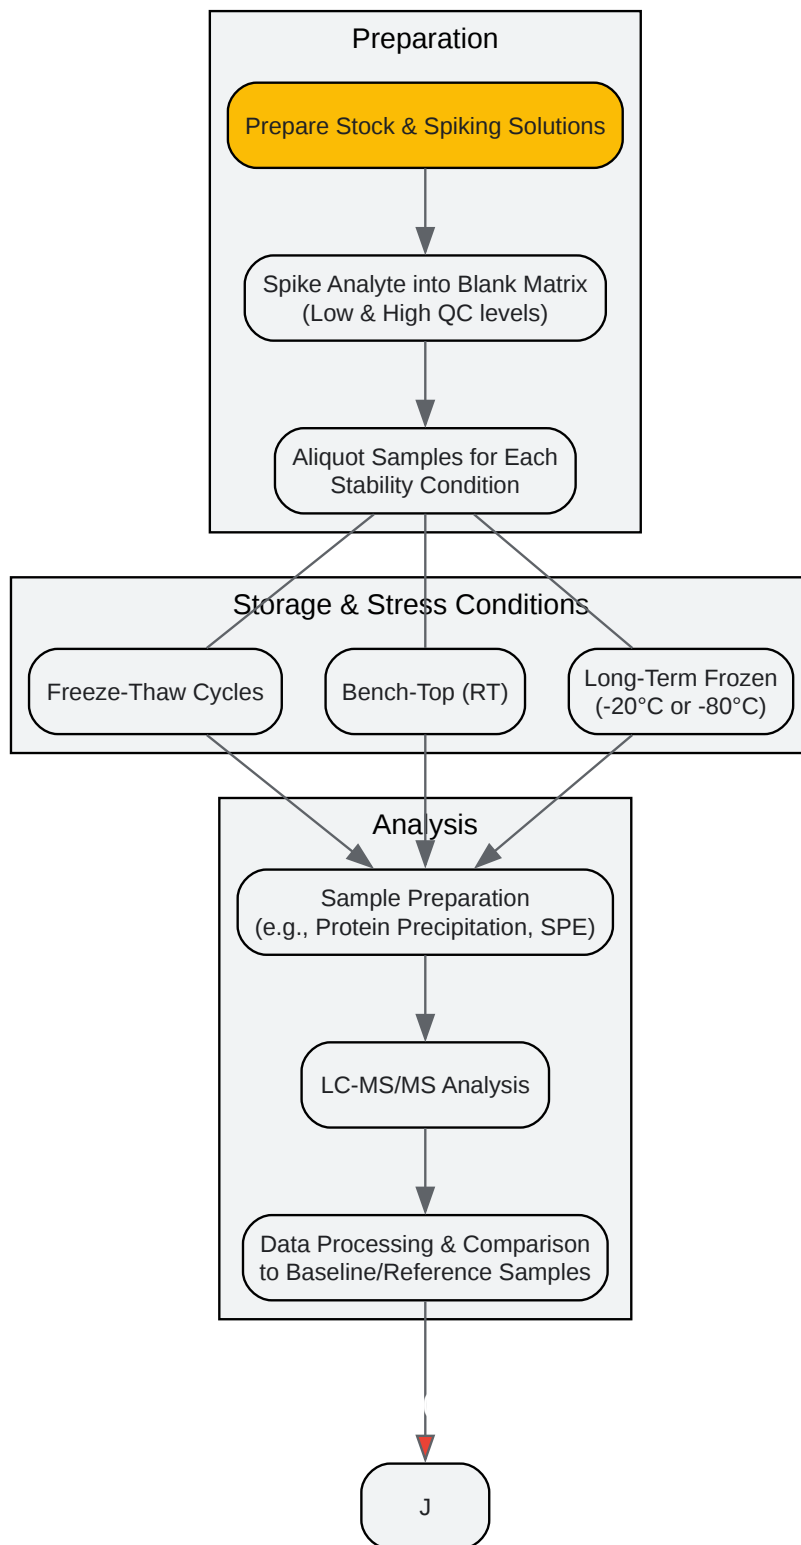 Preparation
Prepare Stock & Spiking Solutions
Spike Analyte into Blank Matrix
(Low & High QC levels)
Aliquot Samples for Each
Stability Condition
Storage & Stress Conditions
Freeze-Thaw Cycles
Bench-Top (RT)
Long-Term Frozen
(-20°C or -80°C)
Analysis
Sample Preparation
(e.g., Protein Precipitation, SPE)
LC-MS/MS Analysis
Data Processing & Comparison
to Baseline/Reference Samples
J